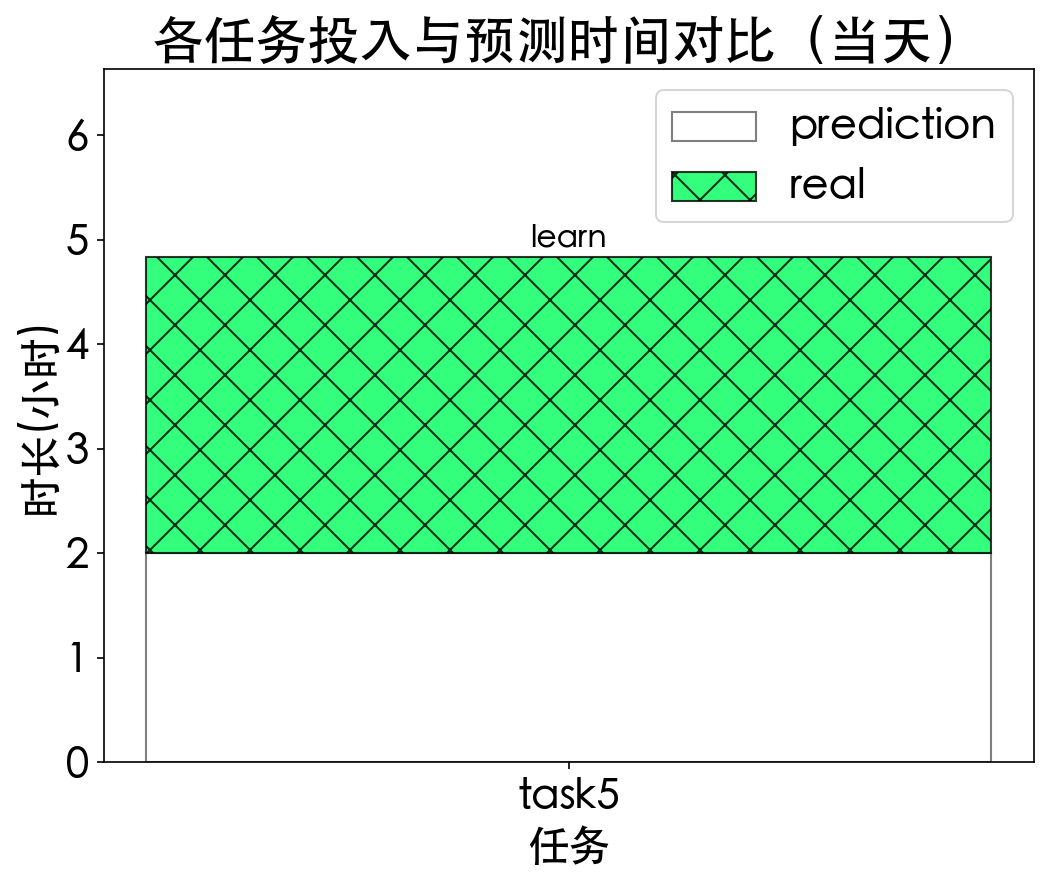 各任务投入与预测时间对比（当天）
prediction
real
learn
时长(小时)
6
5
4
3
2
1
0
task5
任务